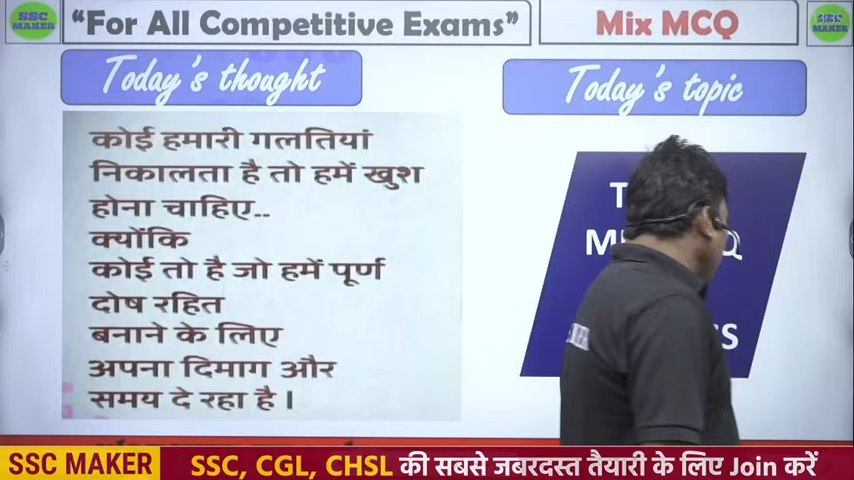 SSC MAKER
“For All Competitive Exams”
Mix MCQ
SSC MAKER
Today's thought
Today's topic
कोई हमारी गलतियां
निकालता है तो हमें खुश
होना चाहिए..
क्योंकि
कोई तो है जो हमें पूर्ण
दोष रहित
बनाने के लिए
अपना दिमाग और
समय दे रहा है ।
SSC MAKER
SSC, CGL, CHSL की सबसे जबरदस्त तैयारी के लिए Join करें